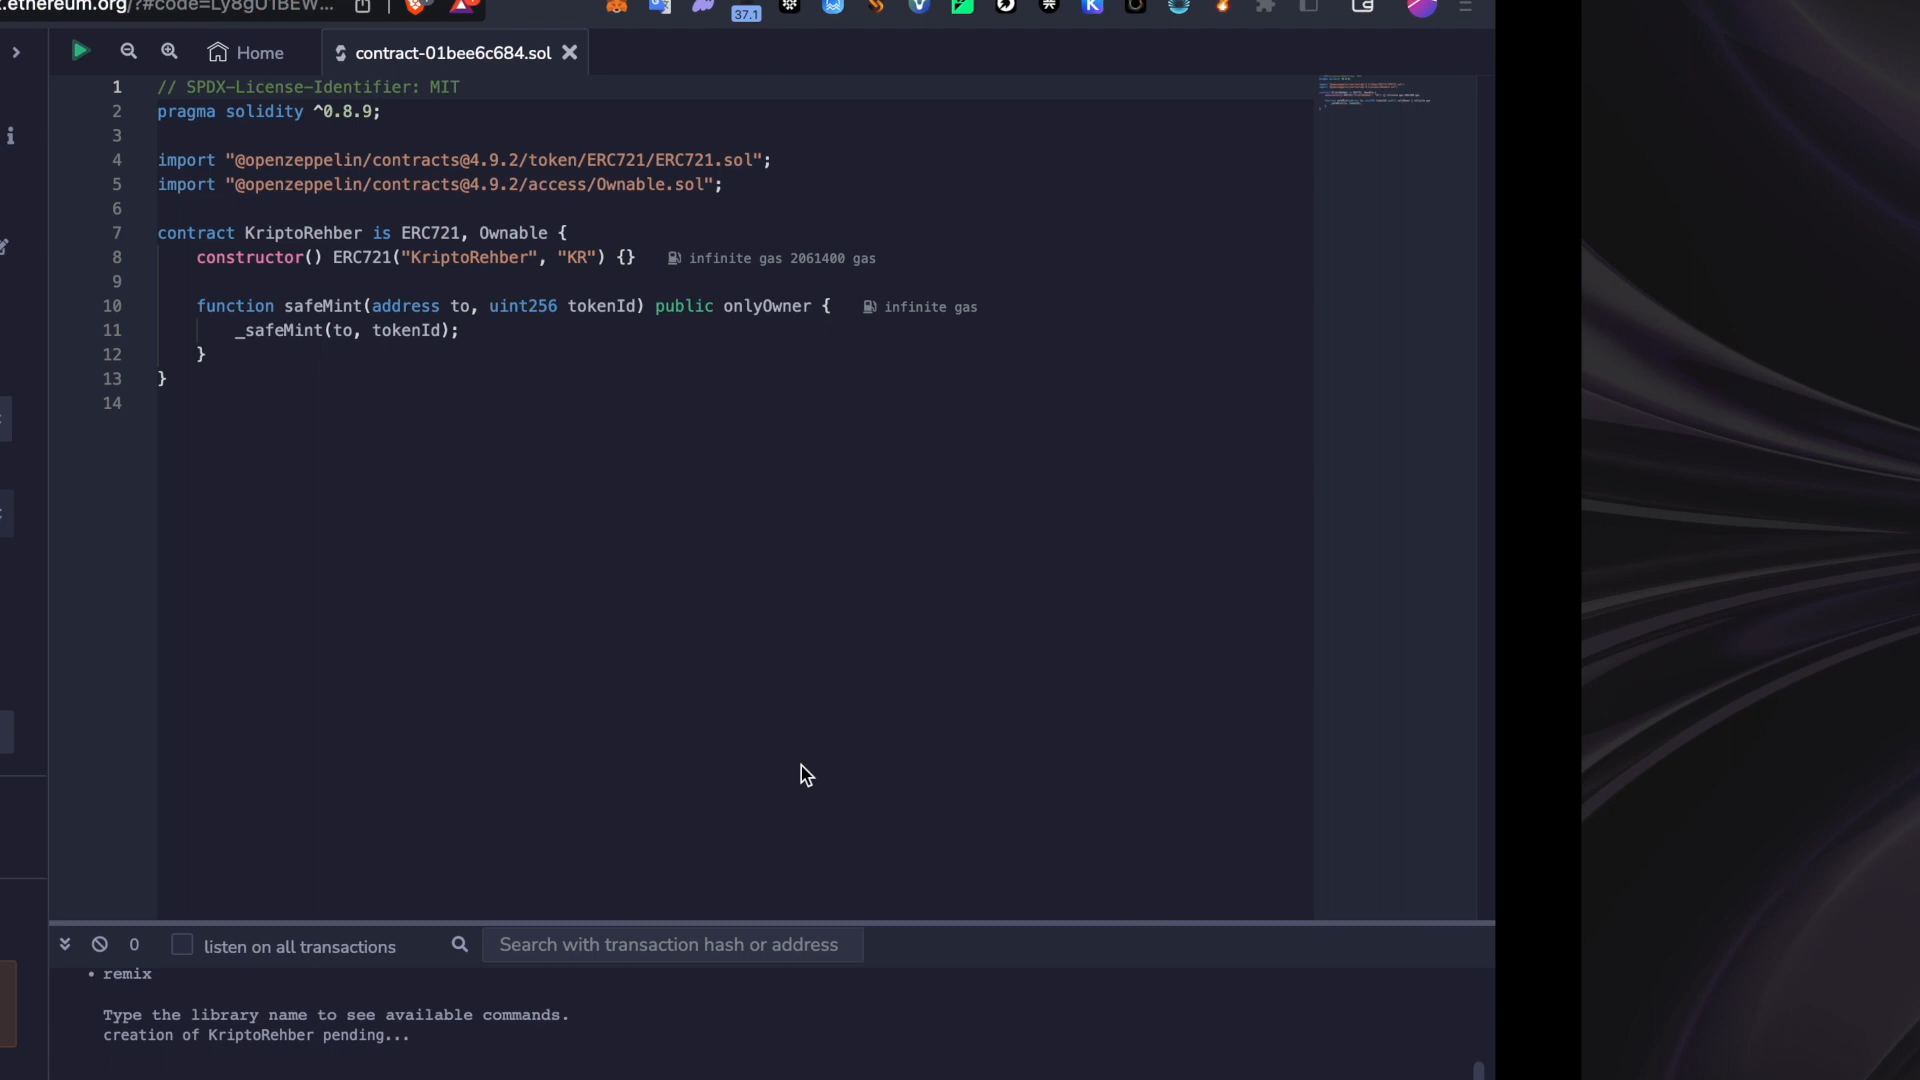 .ethereum.org/?#code=Ly8gU1BEW...
37.1
Home
contract-01bee6c684.sol
1 // SPDX-License-Identifier: MIT
2 pragma solidity ^0.8.9;
3
4 import "@openzeppelin/contracts@4.9.2/token/ERC721/ERC721.sol";
5 import "@openzeppelin/contracts@4.9.2/access/Ownable.sol";
6
7 contract KriptoRehber is ERC721, Ownable {
8 constructor() ERC721("KriptoRehber", "KR") {} infinite gas 2061400 gas
9
10 function safeMint(address to, uint256 tokenId) public onlyOwner { infinite gas
11 _safeMint(to, tokenId);
12 }
13 }
14
0 listen on all transactions Search with transaction hash or address
• remix
Type the library name to see available commands.
creation of KriptoRehber pending...